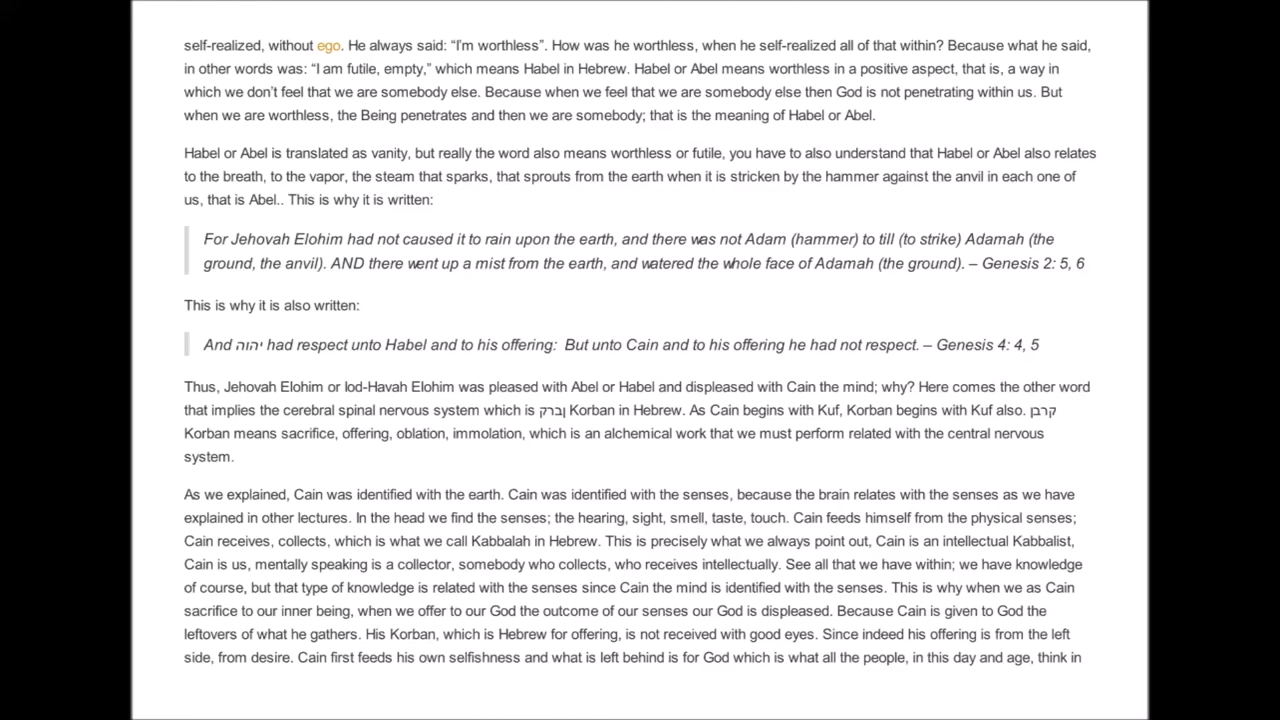 self-realized, without ego. He always said: “I’m worthless”. How was he worthless, when he self-realized all of that within? Because what he said,
in other words was: “I am futile, empty,” which means Habel in Hebrew. Habel or Abel means worthless in a positive aspect, that is, a way in
which we don’t feel that we are somebody else. Because when we feel that we are somebody else then God is not penetrating within us. But
when we are worthless, the Being penetrates and then we are somebody; that is the meaning of Habel or Abel.
Habel or Abel is translated as vanity, but really the word also means worthless or futile, you have to also understand that Habel or Abel also relates
to the breath, to the vapor, the steam that sparks, that sprouts from the earth when it is stricken by the hammer against the anvil in each one of
us, that is Abel.. This is why it is written:
For Jehovah Elohim had not caused it to rain upon the earth, and there was not Adam (hammer) to till (to strike) Adamah (the
ground, the anvil). AND there went up a mist from the earth, and watered the whole face of Adamah (the ground). – Genesis 2: 5, 6
This is why it is also written:
And יהוה had respect unto Habel and to his offering: But unto Cain and to his offering he had not respect. – Genesis 4: 4, 5
Thus, Jehovah Elohim or Iod-Havah Elohim was pleased with Abel or Habel and displeased with Cain the mind; why? Here comes the other word
that implies the cerebral spinal nervous system which is ןברק Korban in Hebrew. As Cain begins with Kuf, Korban begins with Kuf also. קרבן
Korban means sacrifice, offering, oblation, immolation, which is an alchemical work that we must perform related with the central nervous
system.
As we explained, Cain was identified with the earth. Cain was identified with the senses, because the brain relates with the senses as we have
explained in other lectures. In the head we find the senses; the hearing, sight, smell, taste, touch. Cain feeds himself from the physical senses;
Cain receives, collects, which is what we call Kabbalah in Hebrew. This is precisely what we always point out, Cain is an intellectual Kabbalist,
Cain is us, mentally speaking is a collector, somebody who collects, who receives intellectually. See all that we have within; we have knowledge
of course, but that type of knowledge is related with the senses since Cain the mind is identified with the senses. This is why when we as Cain
sacrifice to our inner being, when we offer to our God the outcome of our senses our God is displeased. Because Cain is given to God the
leftovers of what he gathers. His Korban, which is Hebrew for offering, is not received with good eyes. Since indeed his offering is from the left
side, from desire. Cain first feeds his own selfishness and what is left behind is for God which is what all the people, in this day and age, think in